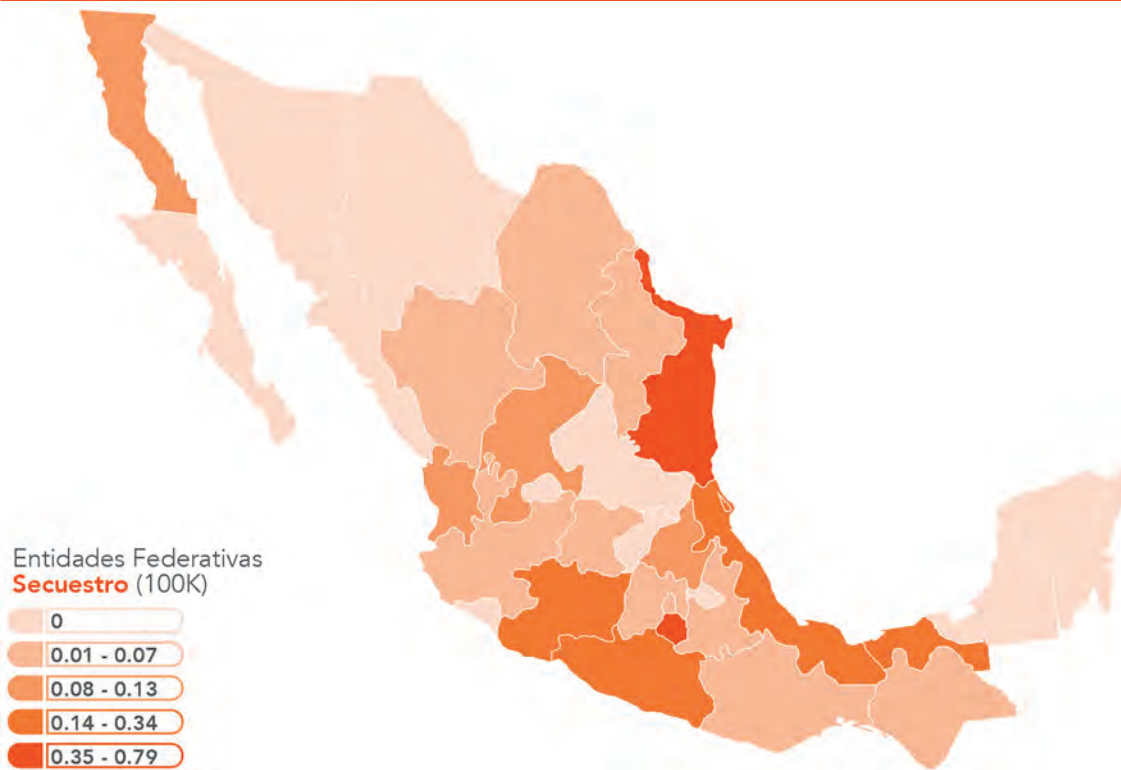 Entidades Federativas
Secuestro (100K)
0
0.01 - 0.07
0.08 - 0.13
0.14 - 0.34
0.35 - 0.79